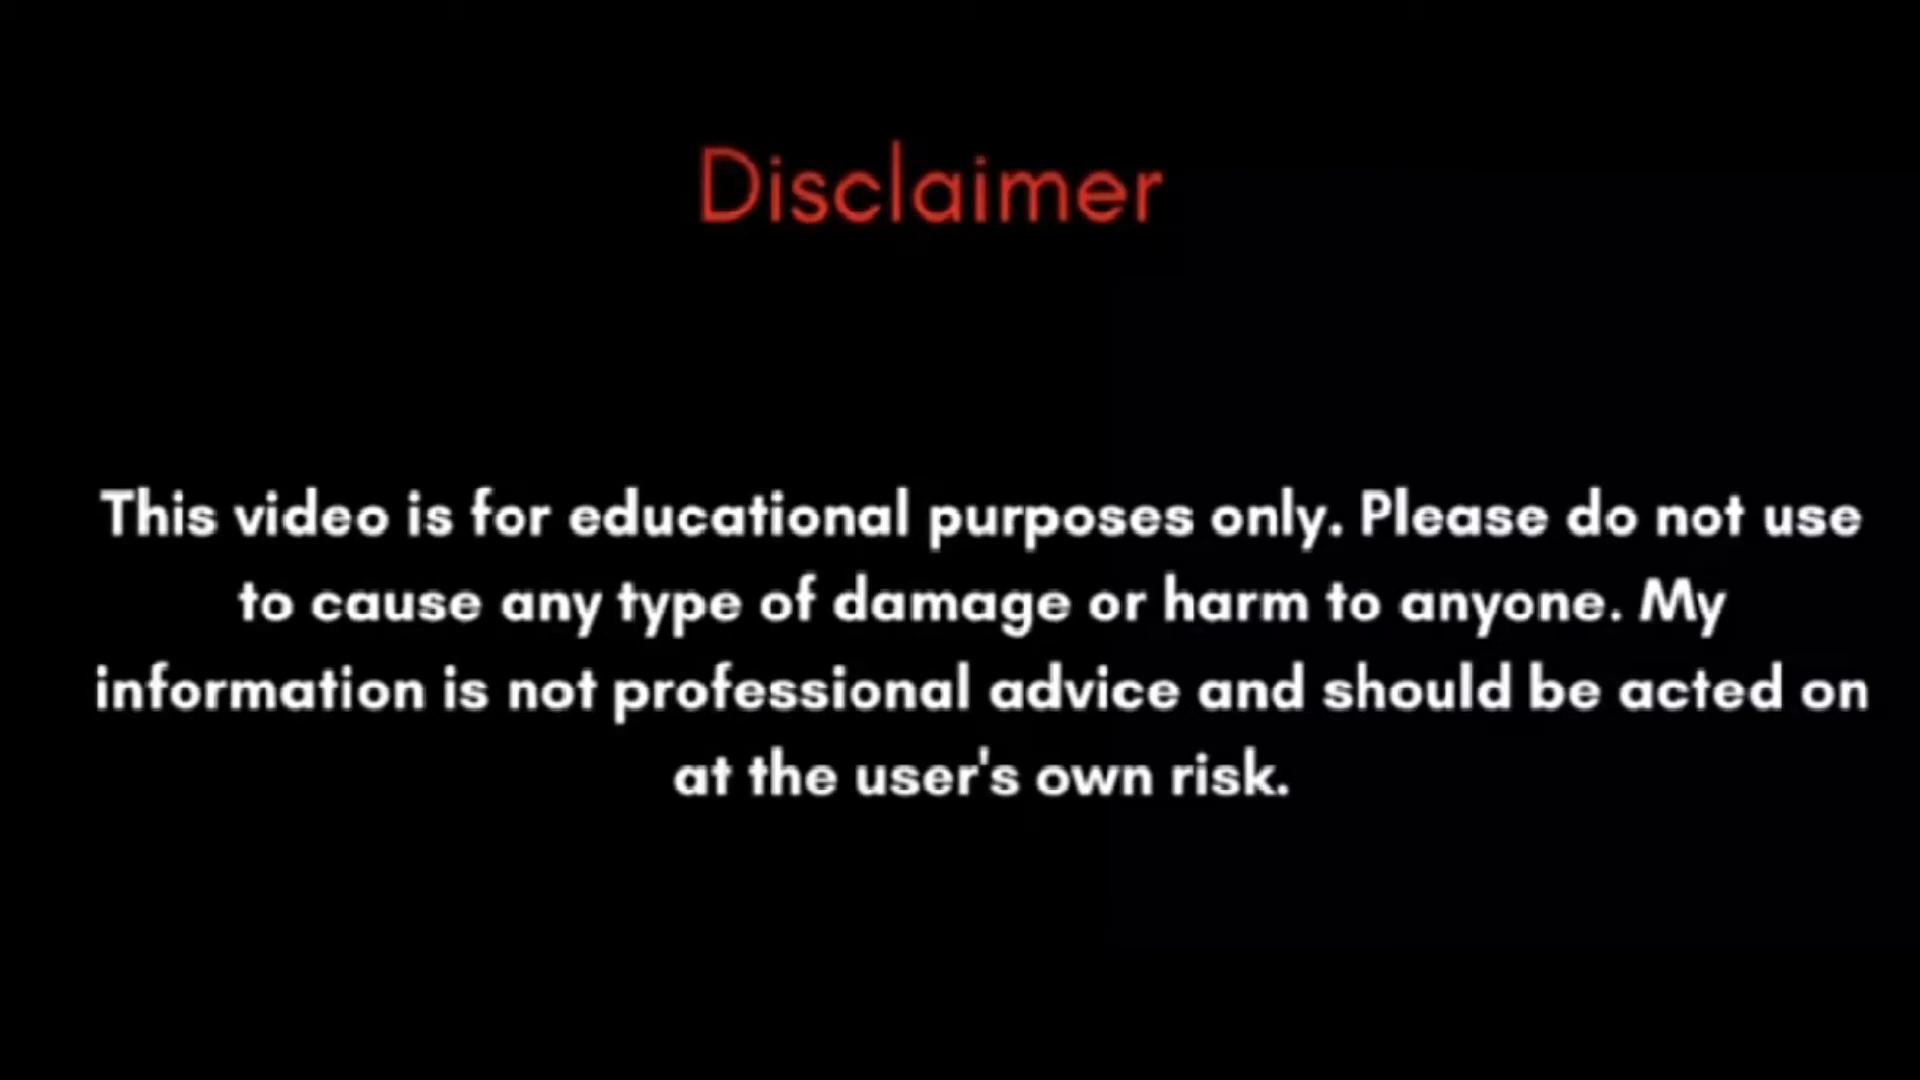 Disclaimer
This video is for educational purposes only. Please do not use
to cause any type of damage or harm to anyone. My
information is not professional advice and should be acted on
at the user's own risk.